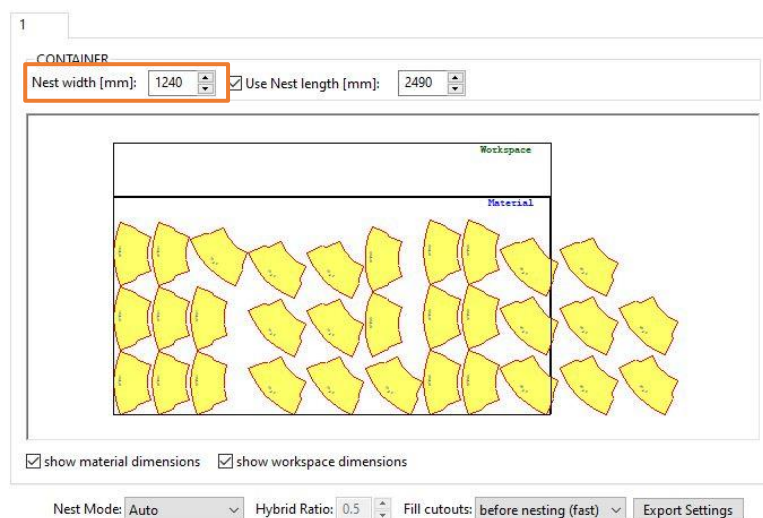 1
CONTAINER
Nest width [mm]: 1240 Use Nest length [mm]: 2490
Workspace
Material
show material dimensions show workspace dimensions
Nest Mode: Auto Hybrid Ratio: 0.5 Fill cutouts: before nesting (fast) Export Settings